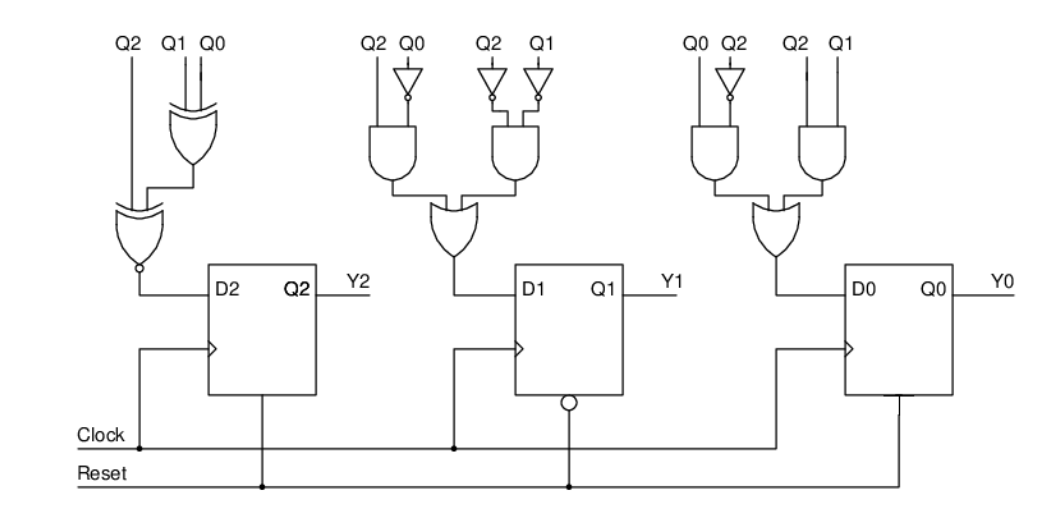 Q2 Q1 Q0 Q2 Q0 Q2 Q1 Q0 Q2 Q2 Q1
D2 Q2 Y2 D1 Q1 Y1 D0 Q0 Y0
Clock
Reset